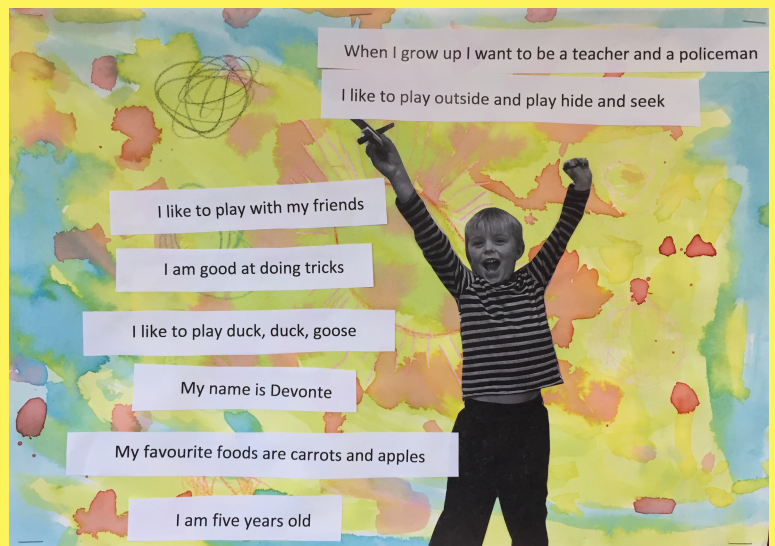 When I grow up I want to be a teacher and a policeman
I like to play outside and play hide and seek
I like to play with my friends
I am good at doing tricks
I like to play duck, duck, goose
My name is Devonte
My favourite foods are carrots and apples
I am five years old